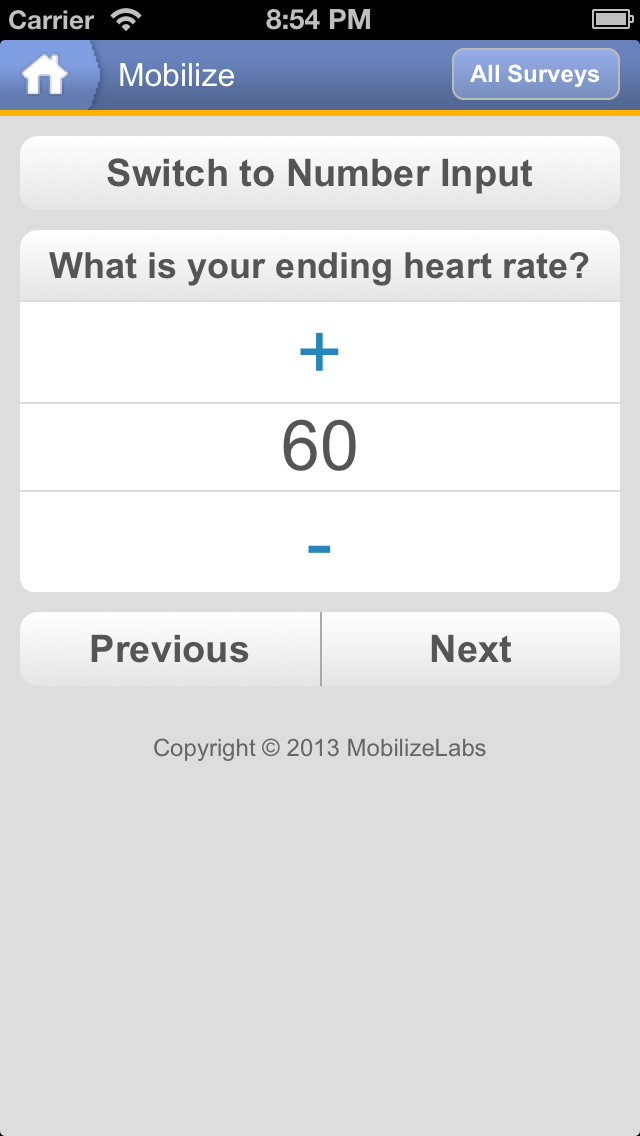 Carrier 8:54 PM
Mobilize All Surveys
Switch to Number Input
What is your ending heart rate?
+
60
-
Previous Next
Copyright © 2013 MobilizeLabs